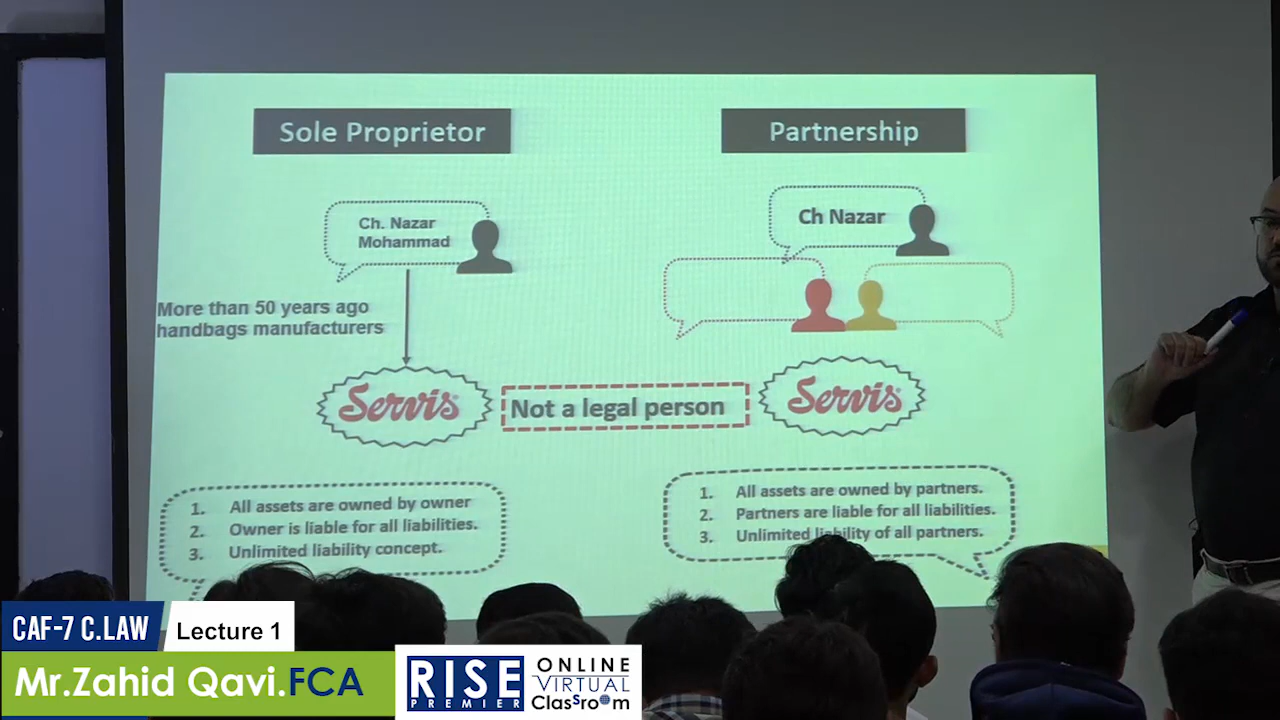 Sole Proprietor
Partnership
Ch. Nazar
Mohammad
Ch Nazar
More than 50 years ago
handbags manufacturers
Servis
Not a legal person
Servis
1. All assets are owned by owner
2. Owner is liable for all liabilities.
3. Unlimited liability concept.
1. All assets are owned by partners.
2. Partners are liable for all liabilities.
3. Unlimited liability of all partners.
CAF-7 C.LAW
Lecture 1
Mr.Zahid Qavi.FCA
RISE
PREMIER
ONLINE
VIRTUAL
ClassroOm